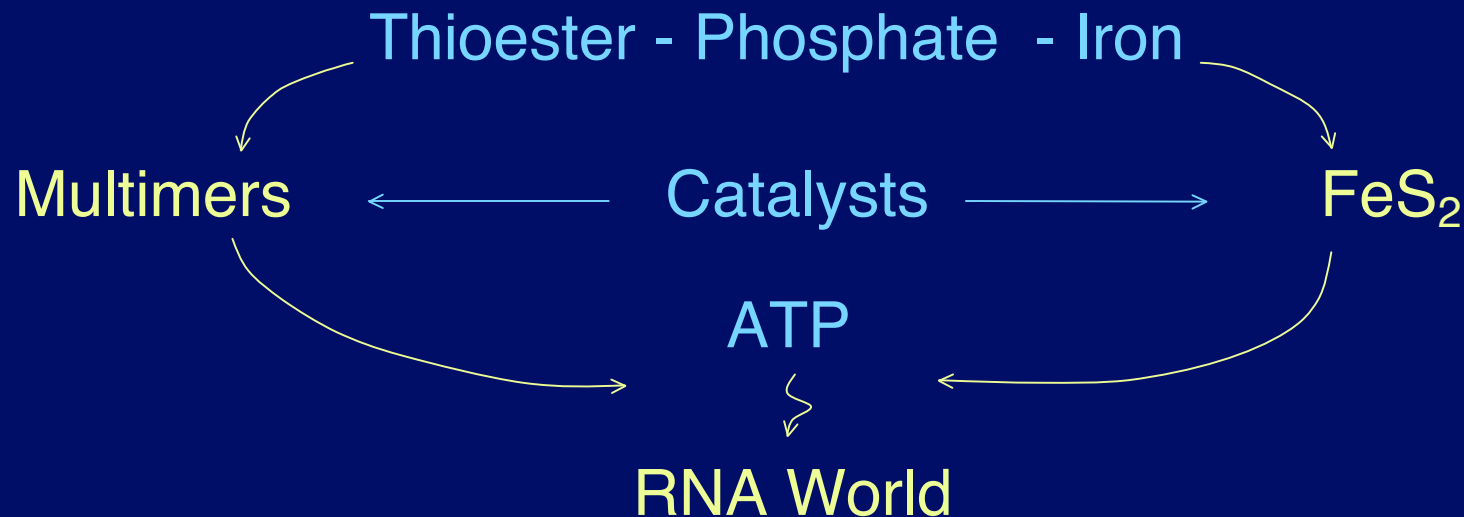 Thioester - Phosphate - Iron
Multimers Catalysts FeS₂
ATP
RNA World